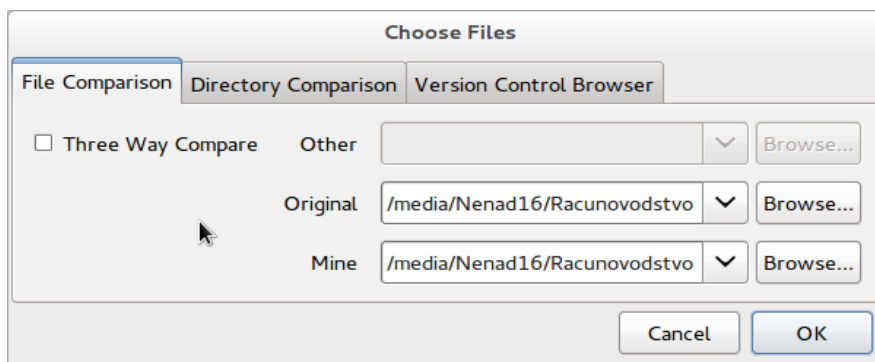 Choose Files
File Comparison Directory Comparison Version Control Browser
Three Way Compare Other Browse...
Original /media/Nenad16/Racunovodstvo Browse...
Mine /media/Nenad16/Racunovodstvo Browse...
Cancel OK